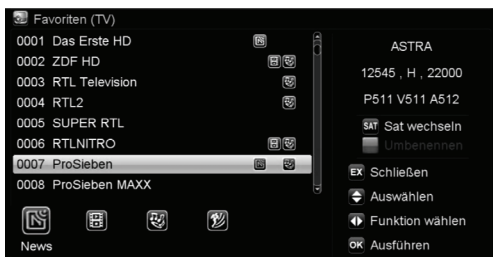 Favoriten (TV)
0001 Das Erste HD
0002 ZDF HD
0003 RTL Television
0004 RTL2
0005 SUPER RTL
0006 RTLNITRO
0007 ProSieben
0008 ProSieben MAXX
News
ASTRA
12545 , H , 22000
P511 V511 A512
SAT Sat wechseln
Umbenennen
EX Schließen
Auswählen
Funktion wählen
OK Ausführen